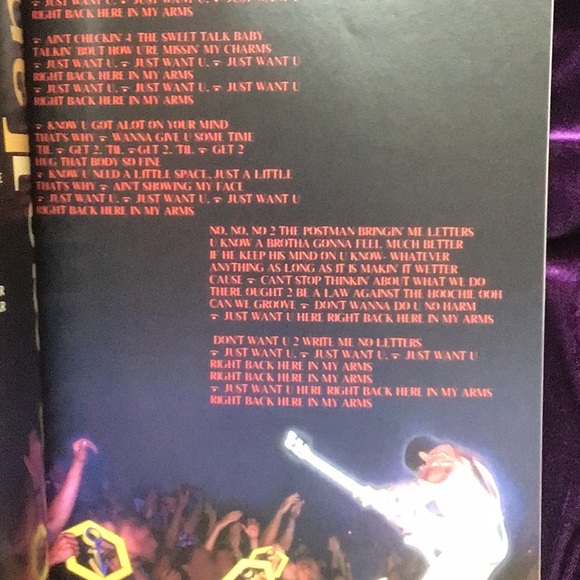 👁 JUST WANT U, 👁 JUST WANT U, 👁 JUST WANT U
RIGHT BACK HERE IN MY ARMS
👁 AIN'T CHECKIN' 4 THE SWEET TALK BABY
TALKIN' 'BOUT HOW U'RE MISSIN' MY CHARMS
👁 JUST WANT U, 👁 JUST WANT U, 👁 JUST WANT U
RIGHT BACK HERE IN MY ARMS
👁 JUST WANT U, 👁 JUST WANT U, 👁 JUST WANT U
RIGHT BACK HERE IN MY ARMS
👁 KNOW U GOT ALOT ON YOUR MIND
THAT'S WHY 👁 WANNA GIVE U SOME TIME
'TIL 👁 GET 2, 'TIL 👁 GET 2, 'TIL 👁 GET 2
HUG THAT BODY SO FINE
👁 KNOW U NEED A LITTLE SPACE, JUST A LITTLE
THAT'S WHY 👁 AIN'T SHOWING MY FACE
👁 JUST WANT U, 👁 JUST WANT U, 👁 JUST WANT U
RIGHT BACK HERE IN MY ARMS
NO, NO, NO 2 THE POSTMAN BRINGIN' ME LETTERS
U KNOW A BROTHA GONNA FEEL MUCH BETTER
IF HE KEEP HIS MIND ON U KNOW- WHATEVER
ANYTHING AS LONG AS IT IS MAKIN' IT WETTER
CAUSE 👁 CAN'T STOP THINKIN' ABOUT WHAT WE DO
THERE OUGHT 2 BE A LAW AGAINST THE HOOCHIE OOH
CAN WE GROOVE 👁 DON'T WANNA DO U NO HARM
👁 JUST WANT U HERE RIGHT BACK HERE IN MY ARMS
DON'T WANT U 2 WRITE ME NO LETTERS
👁 JUST WANT U, 👁 JUST WANT U, 👁 JUST WANT U
RIGHT BACK HERE IN MY ARMS
RIGHT BACK HERE IN MY ARMS
👁 JUST WANT U HERE RIGHT BACK HERE IN MY ARMS
RIGHT BACK HERE IN MY ARMS